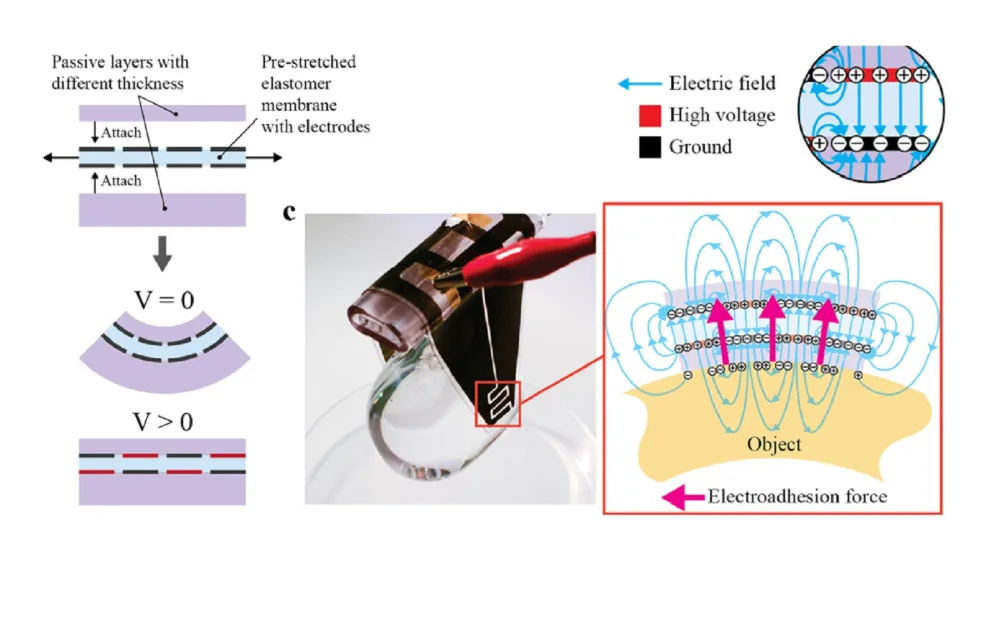 Passive layers with
different thickness
Pre-stretched
elastomer
membrane
with electrodes
Attach
Attach
V = 0
V > 0
c
Electric field
High voltage
Ground
Object
Electroadhesion force